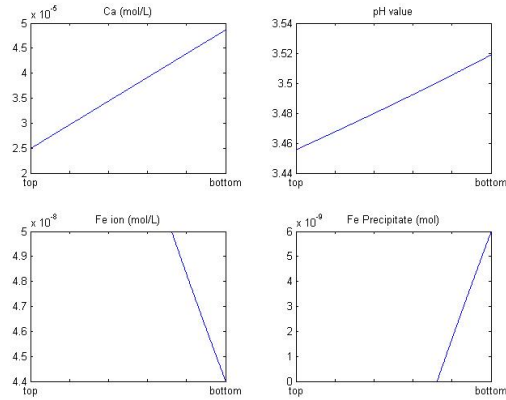 Ca (mol/L)
x 10⁻⁵
5
4.5
4
3.5
3
2.5
2
top
bottom
pH value
3.54
3.52
3.5
3.48
3.46
3.44
top
bottom
Fe ion (mol/L)
x 10⁻⁸
5
4.9
4.8
4.7
4.6
4.5
4.4
top
bottom
Fe Precipitate (mol)
x 10⁻⁹
6
5
4
3
2
1
0
top
bottom